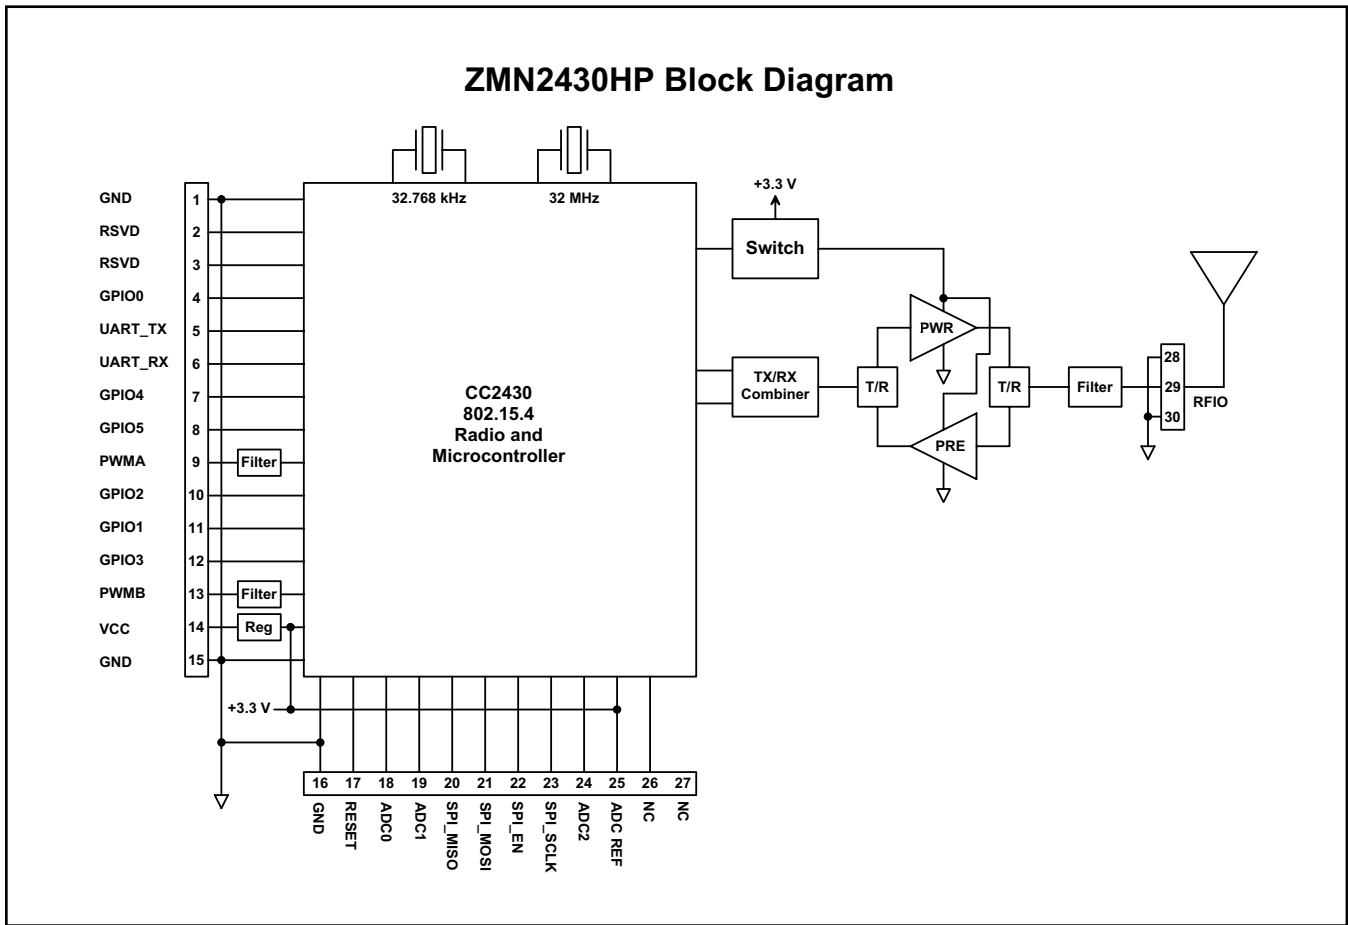 ZMN2430HP Block Diagram
32.768 kHz
32 MHz
+3.3 V
GND 1
RSVD 2
RSVD 3
GPIO0 4
UART_TX 5
UART_RX 6
GPIO4 7
GPIO5 8
PWMA 9 Filter
GPIO2 10
GPIO1 11
GPIO3 12
PWMB 13 Filter
VCC 14 Reg
GND 15
CC2430
802.15.4
Radio and
Microcontroller
Switch
TX/RX
Combiner
T/R
PWR
PRE
T/R
Filter
28
29
30
RFIO
+3.3 V
16 17 18 19 20 21 22 23 24 25 26 27
GND
RESET
ADC0
ADC1
SPI_MISO
SPI_MOSI
SPI_EN
SPI_SCLK
ADC2
ADC REF
NC
NC